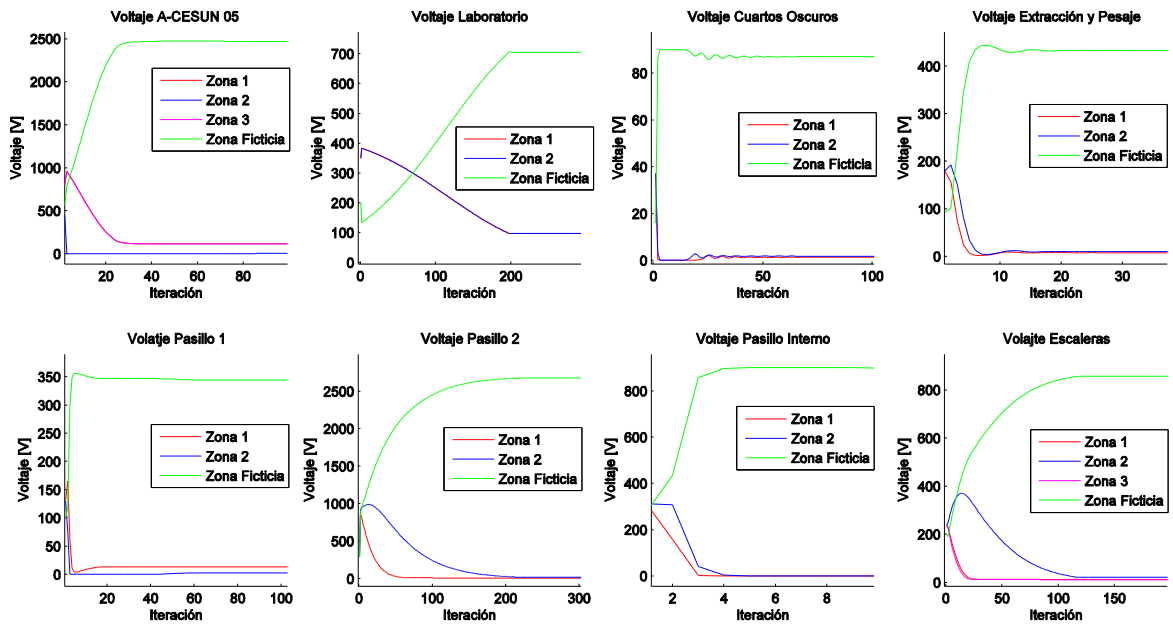 Voltaje A-CESUN 05
2500
2000
1500
1000
500
0
Voltaje [V]
Zona 1
Zona 2
Zona 3
Zona Ficticia
20 40 60 80
Iteración
Voltaje Laboratorio
700
600
500
400
300
200
100
0
Voltaje [V]
Zona 1
Zona 2
Zona Ficticia
0 100 200
Iteración
Voltaje Cuartos Oscuros
80
60
40
20
0
Voltaje [V]
Zona 1
Zona 2
Zona Ficticia
0 50 100
Iteración
Voltaje Extracción y Pesaje
400
300
200
100
0
Voltaje [V]
Zona 1
Zona 2
Zona Ficticia
10 20 30
Iteración
Volatje Pasillo 1
350
300
250
200
150
100
50
0
Voltaje [V]
Zona 1
Zona 2
Zona Ficticia
20 40 60 80 100
Iteración
Voltaje Pasillo 2
2500
2000
1500
1000
500
0
Voltaje [V]
Zona 1
Zona 2
Zona Ficticia
0 100 200 300
Iteración
Voltaje Pasillo Interno
800
600
400
200
0
Voltaje [V]
Zona 1
Zona 2
Zona Ficticia
2 4 6 8
Iteración
Volajte Escaleras
800
600
400
200
0
Voltaje [V]
Zona 1
Zona 2
Zona 3
Zona Ficticia
0 50 100 150
Iteración